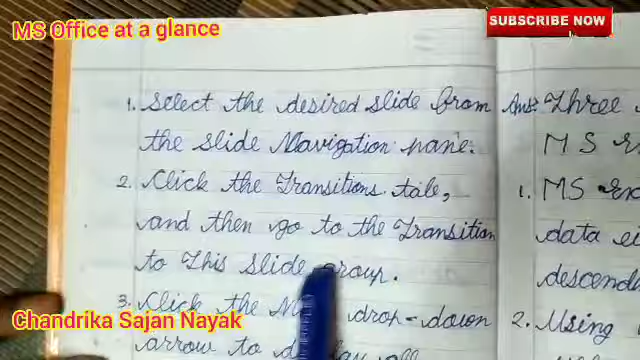 MS Office at a glance
SUBSCRIBE NOW
1. Select the desired slide from
the slide Navigation pane.
2. Click the Transitions tale,
and then go to the Transition
to This Slide group.
3. Click the drop-down
arrow to
Ans: Three
MS
1. MS
data
descend
2. Using
Chandrika Sajan Nayak